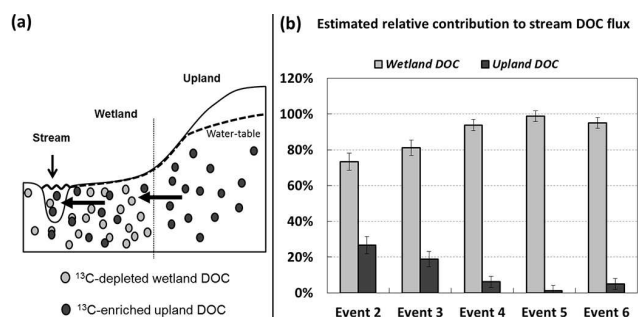 (a)
Upland
Wetland
Stream
Water-table
¹³C-depleted wetland DOC
¹³C-enriched upland DOC
(b) Estimated relative contribution to stream DOC flux
Wetland DOC Upland DOC
120%
100%
80%
60%
40%
20%
0%
Event 2 Event 3 Event 4 Event 5 Event 6